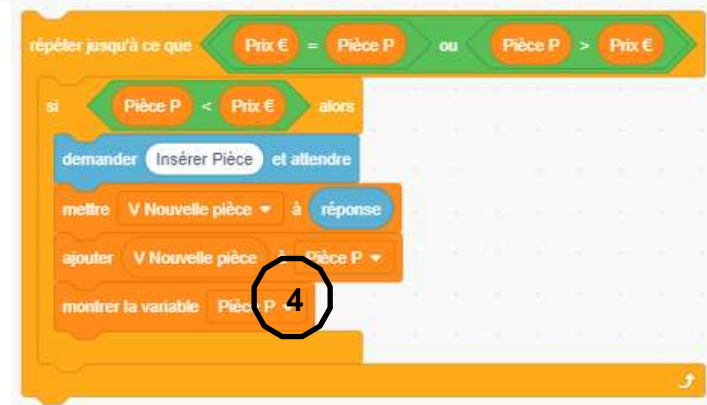 répéter jusqu'à ce que Prix € = Pièce P ou Pièce P > Prix €
si Pièce P < Prix € alors
demander Insérer Pièce et attendre
mettre V Nouvelle pièce à réponse
ajouter V Nouvelle pièce à Pièce P
montrer la variable Pièce P
4